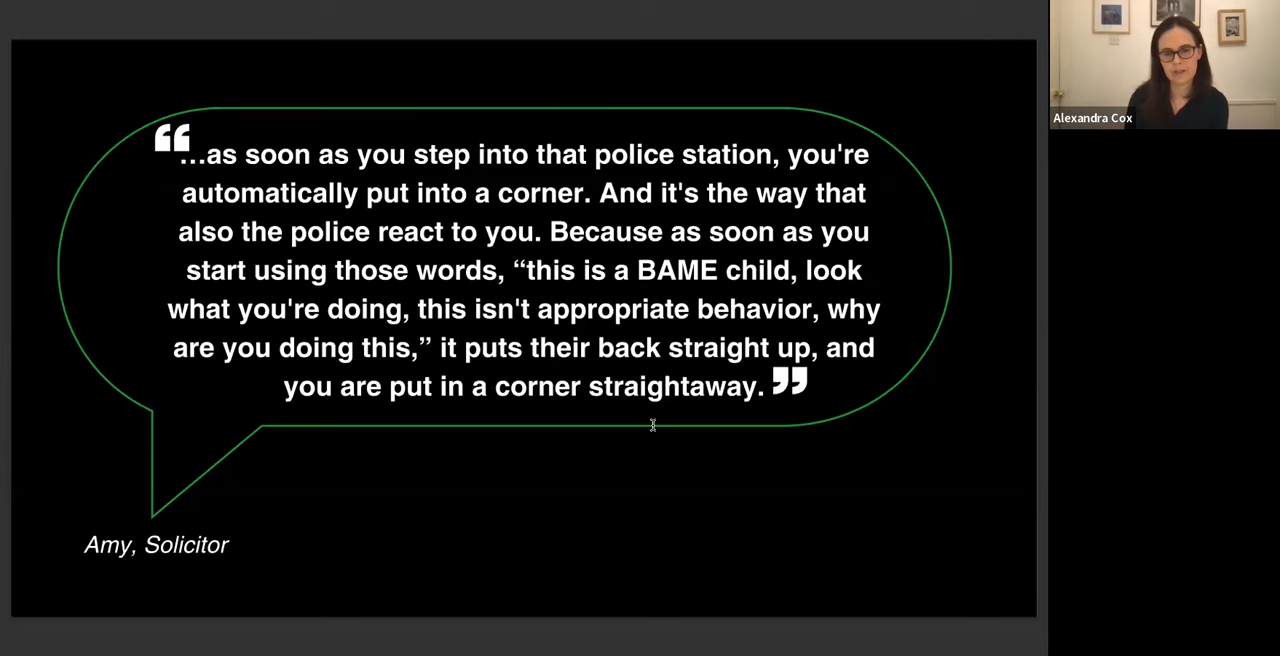 “...as soon as you step into that police station, you're
automatically put into a corner. And it's the way that
also the police react to you. Because as soon as you
start using those words, “this is a BAME child, look
what you're doing, this isn't appropriate behavior, why
are you doing this,” it puts their back straight up, and
you are put in a corner straightaway. ”
Amy, Solicitor
Alexandra Cox